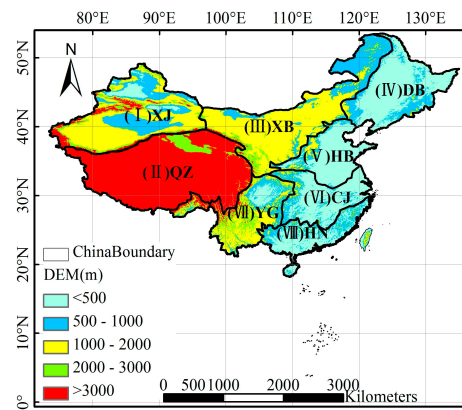 80°E 90°E 100°E 110°E 120°E 130°E
50°N
40°N
30°N
20°N
10°N
0°
N
(Ⅰ)XJ
(Ⅱ)QZ
(Ⅲ)XB
(Ⅳ)DB
(Ⅴ)HB
(Ⅵ)CJ
(Ⅶ)YG
(Ⅷ)HN
ChinaBoundary
DEM(m)
<500
500 - 1000
1000 - 2000
2000 - 3000
>3000
0 500 1000 2000 3000
Kilometers